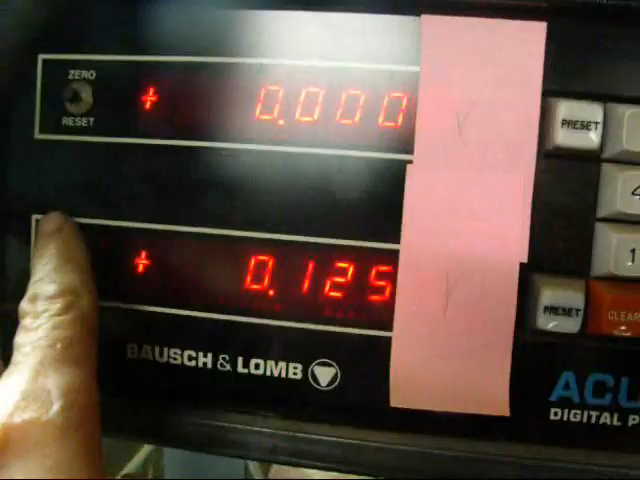 ZERO
RESET
+ 0.000
PRESET
4
1
+ 0.125
PRESET
CLEAR
BAUSCH & LOMB
ACU
DIGITAL P